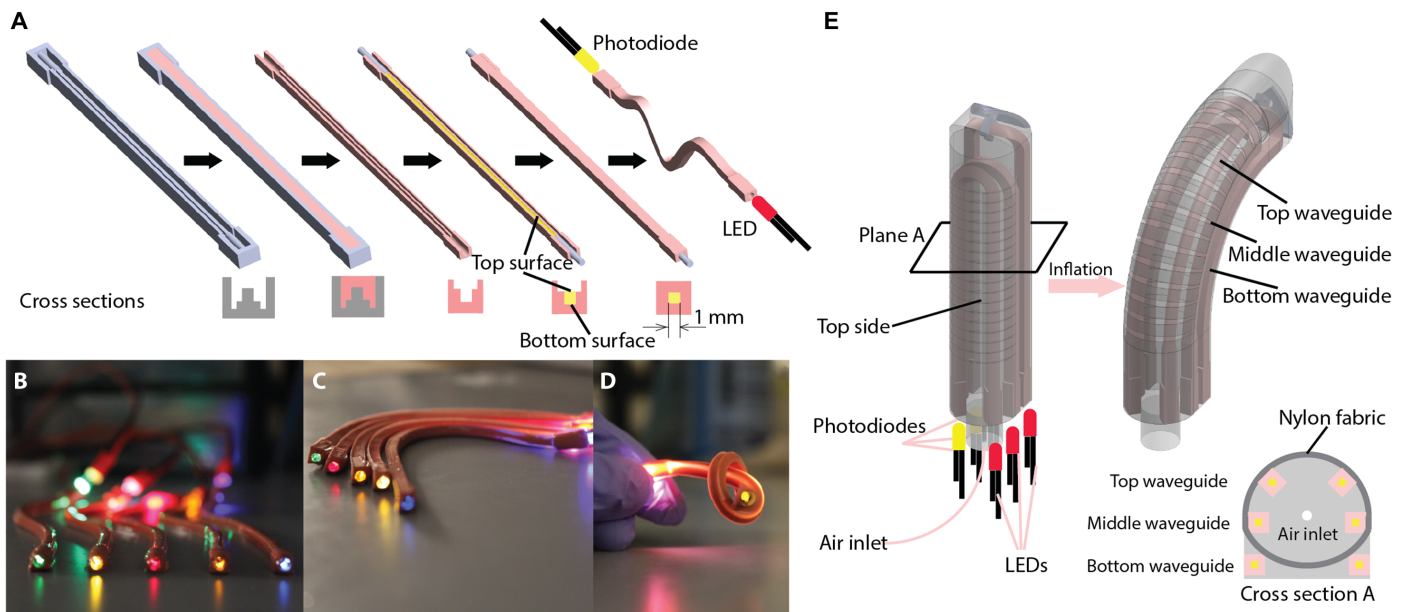 A
Photodiode
LED
Top surface
Cross sections
Bottom surface
1 mm
B
C
D
E
Plane A
Inflation
Top side
Top waveguide
Middle waveguide
Bottom waveguide
Photodiodes
Air inlet
LEDs
Nylon fabric
Top waveguide
Middle waveguide
Air inlet
Bottom waveguide
Cross section A